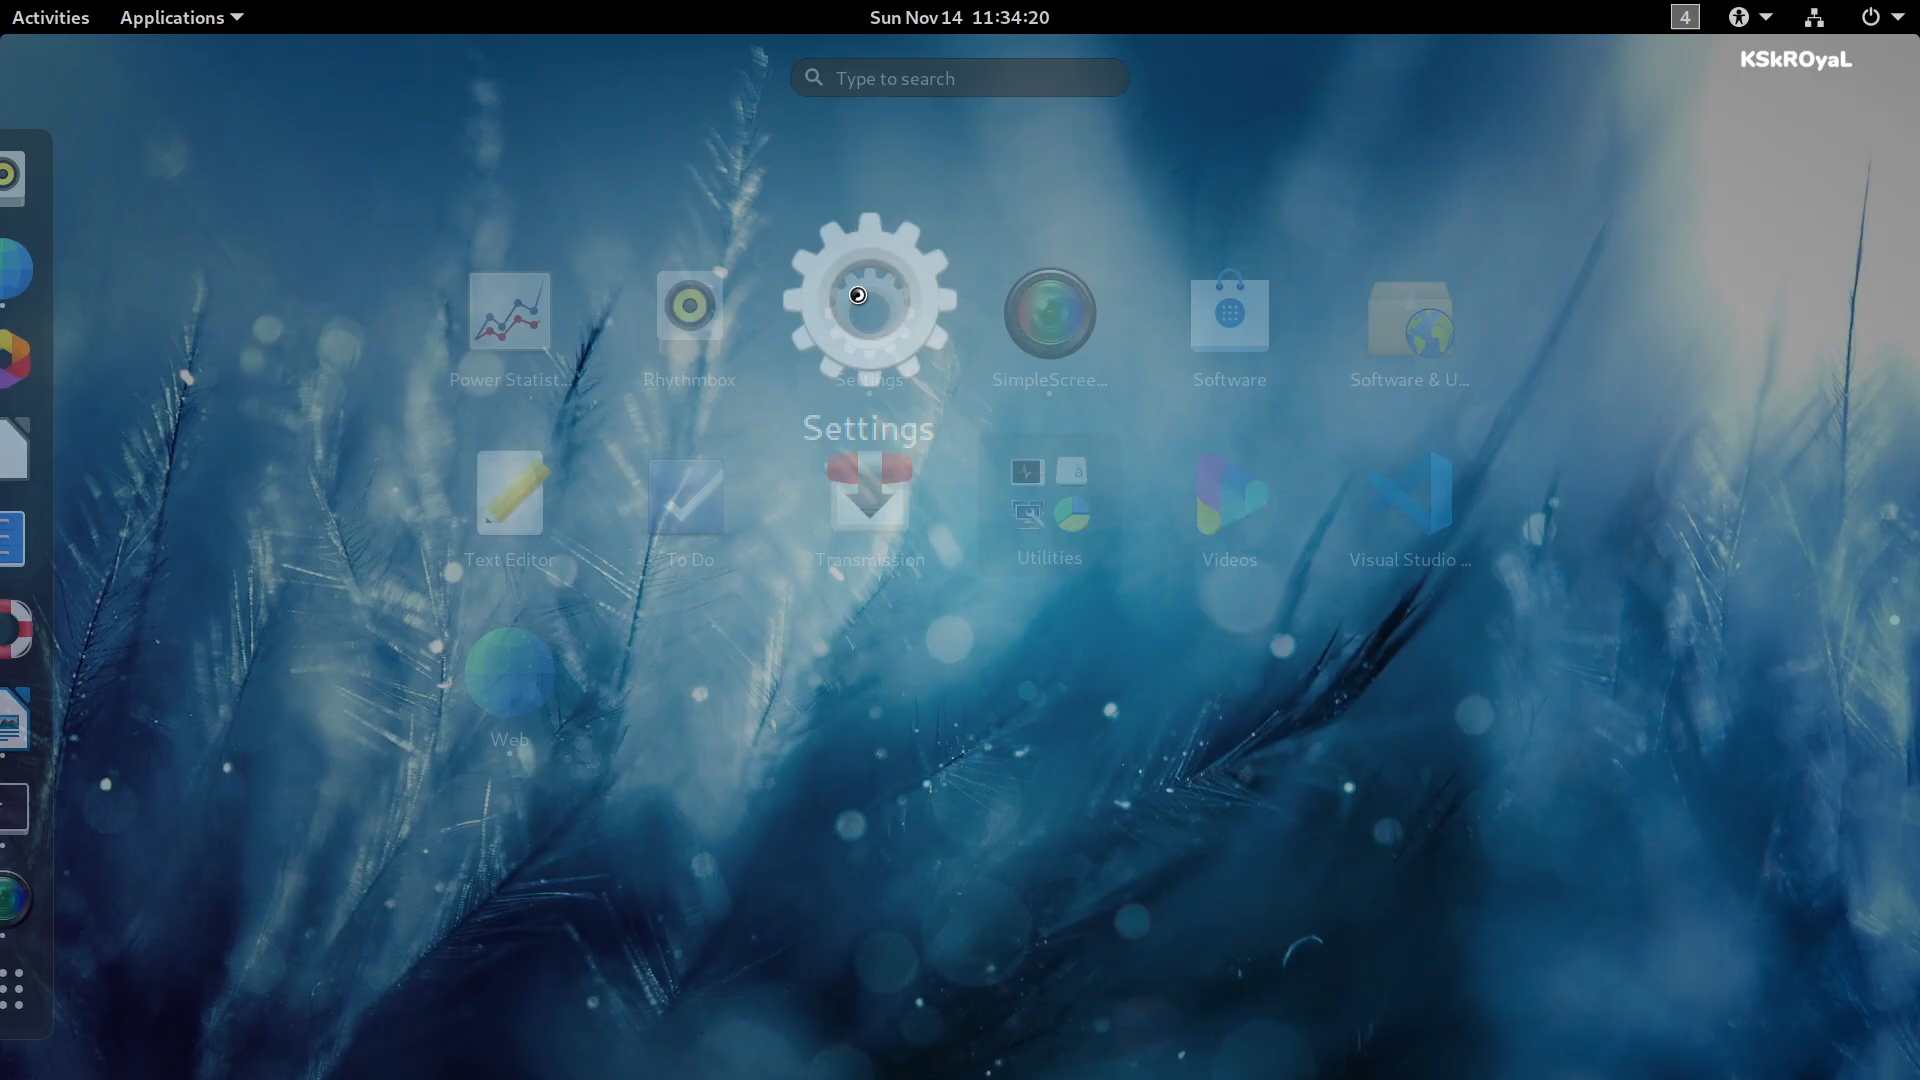 Activities Applications Sun Nov 14 11:34:20 4
KSkROyaL
Type to search
Power Statist... Rhythmbox Settings SimpleScree... Software Software & U...
Settings
Text Editor To Do Transmission Utilities Videos Visual Studio ...
Web